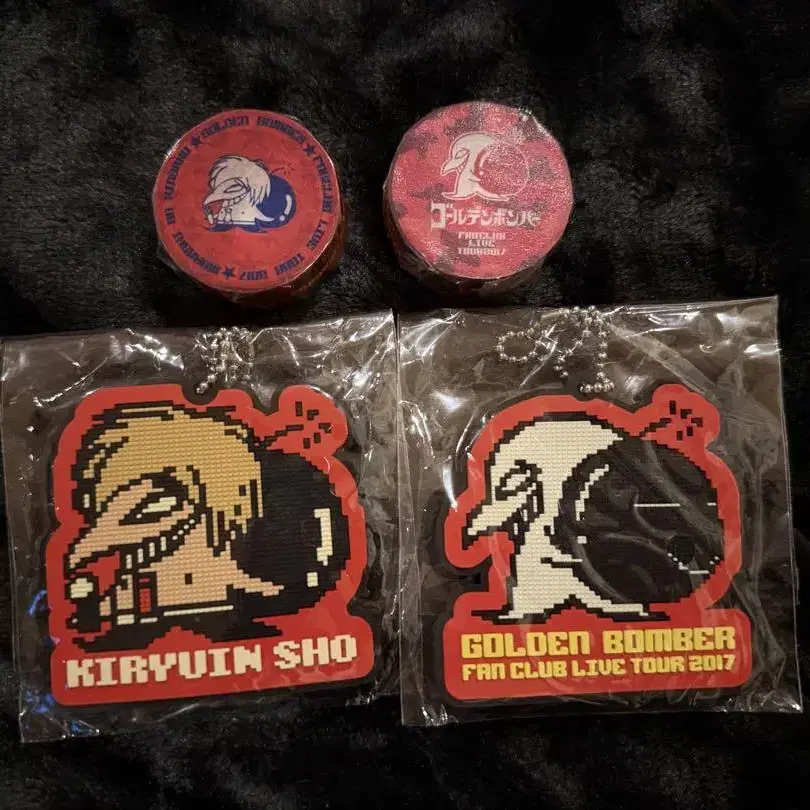 ★ GOLDEN BOMBER ★ FANCLUB LIVE TOUR 2017 ★
ゴールデンボンバー
FANCLUB
LIVE
TOUR2017
KIRYUIN SHO
GOLDEN BOMBER
FAN CLUB LIVE TOUR 2017